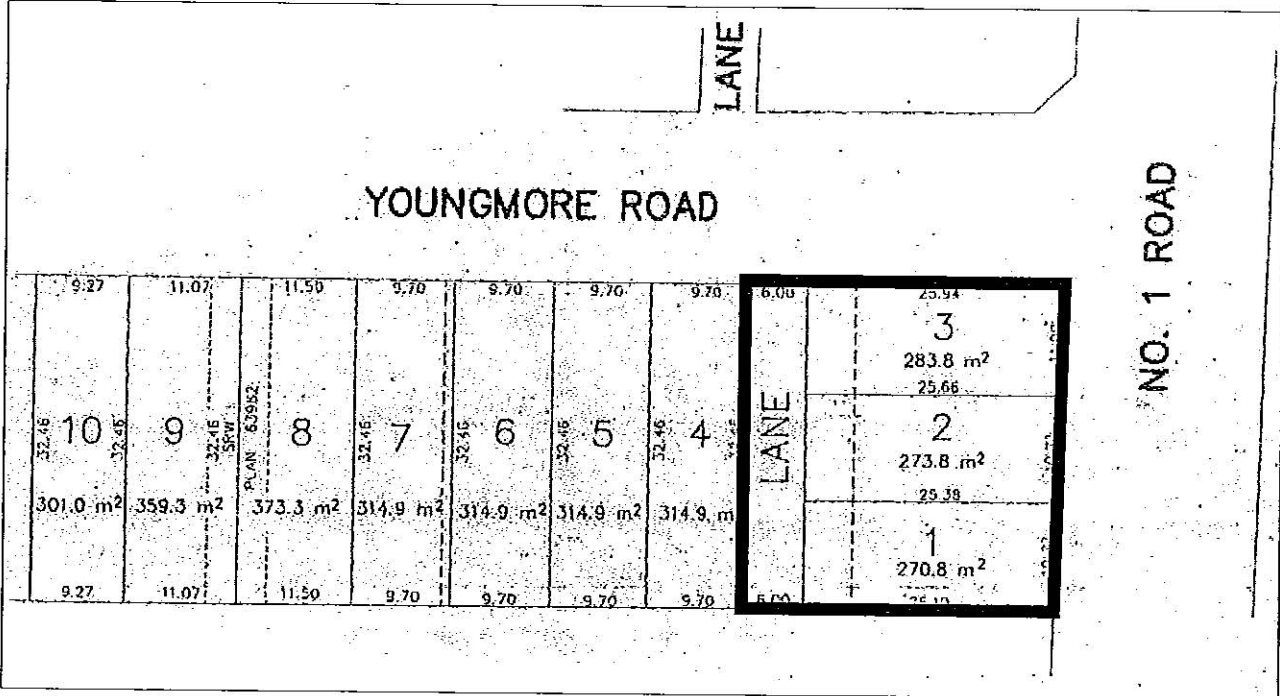 LANE
YOUNGMORE ROAD
NO. 1 ROAD
9.27 11.07 11.50 9.70 9.70 9.70 9.70 6.00 25.94
3
283.8 m²
25.66
32.46 10 32.46 9 32.46 SRW PLAN 63952 8 32.46 7 32.46 6 32.46 5 32.46 4 LANE 2
273.8 m²
25.38
301.0 m² 359.3 m² 373.3 m² 314.9 m² 314.9 m² 314.9 m² 314.9 m
1
270.8 m²
9.27 11.07 11.50 9.70 9.70 9.70 9.70 6.00